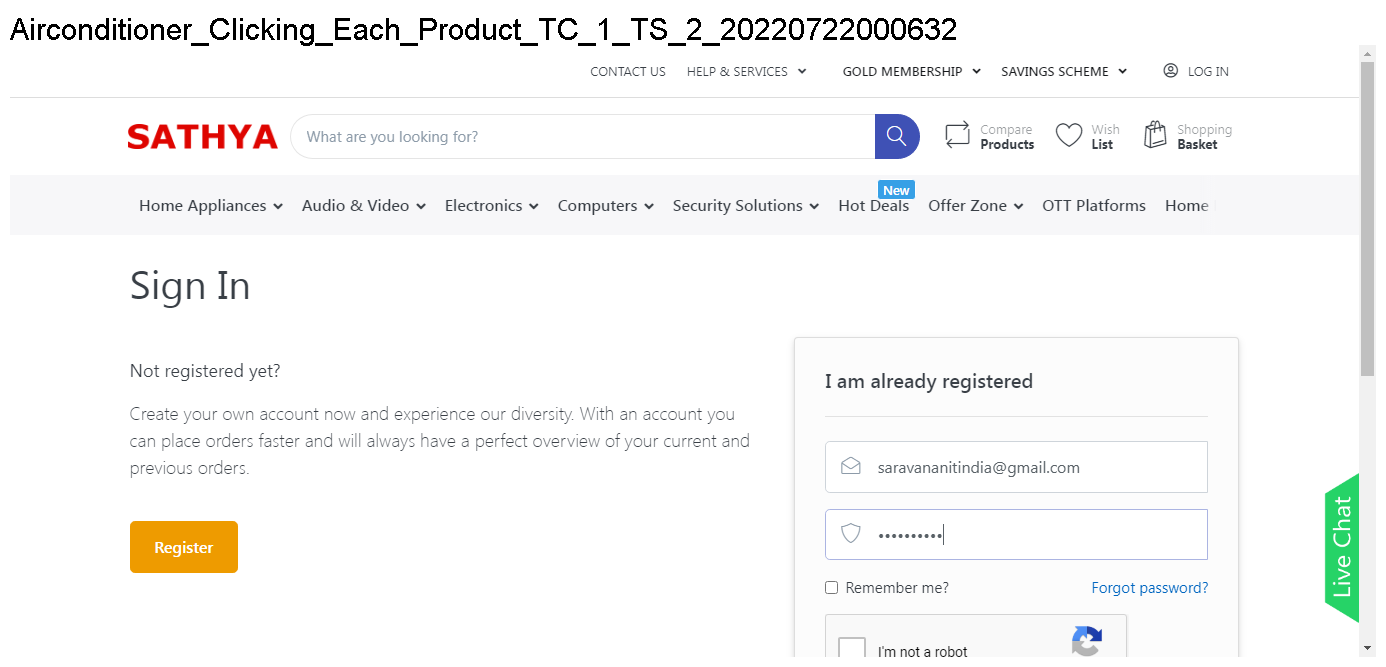 Airconditioner_Clicking_Each_Product_TC_1_TS_2_20220722000632
CONTACT US HELP & SERVICES GOLD MEMBERSHIP SAVINGS SCHEME LOG IN
SATHYA What are you looking for? Compare Products Wish List Shopping Basket
New
Home Appliances Audio & Video Electronics Computers Security Solutions Hot Deals Offer Zone OTT Platforms Home
Sign In
Not registered yet?
Create your own account now and experience our diversity. With an account you
can place orders faster and will always have a perfect overview of your current and
previous orders.
Register
I am already registered
saravananitindia@gmail.com
••••••••••
Remember me? Forgot password?
I'm not a robot
Live Chat